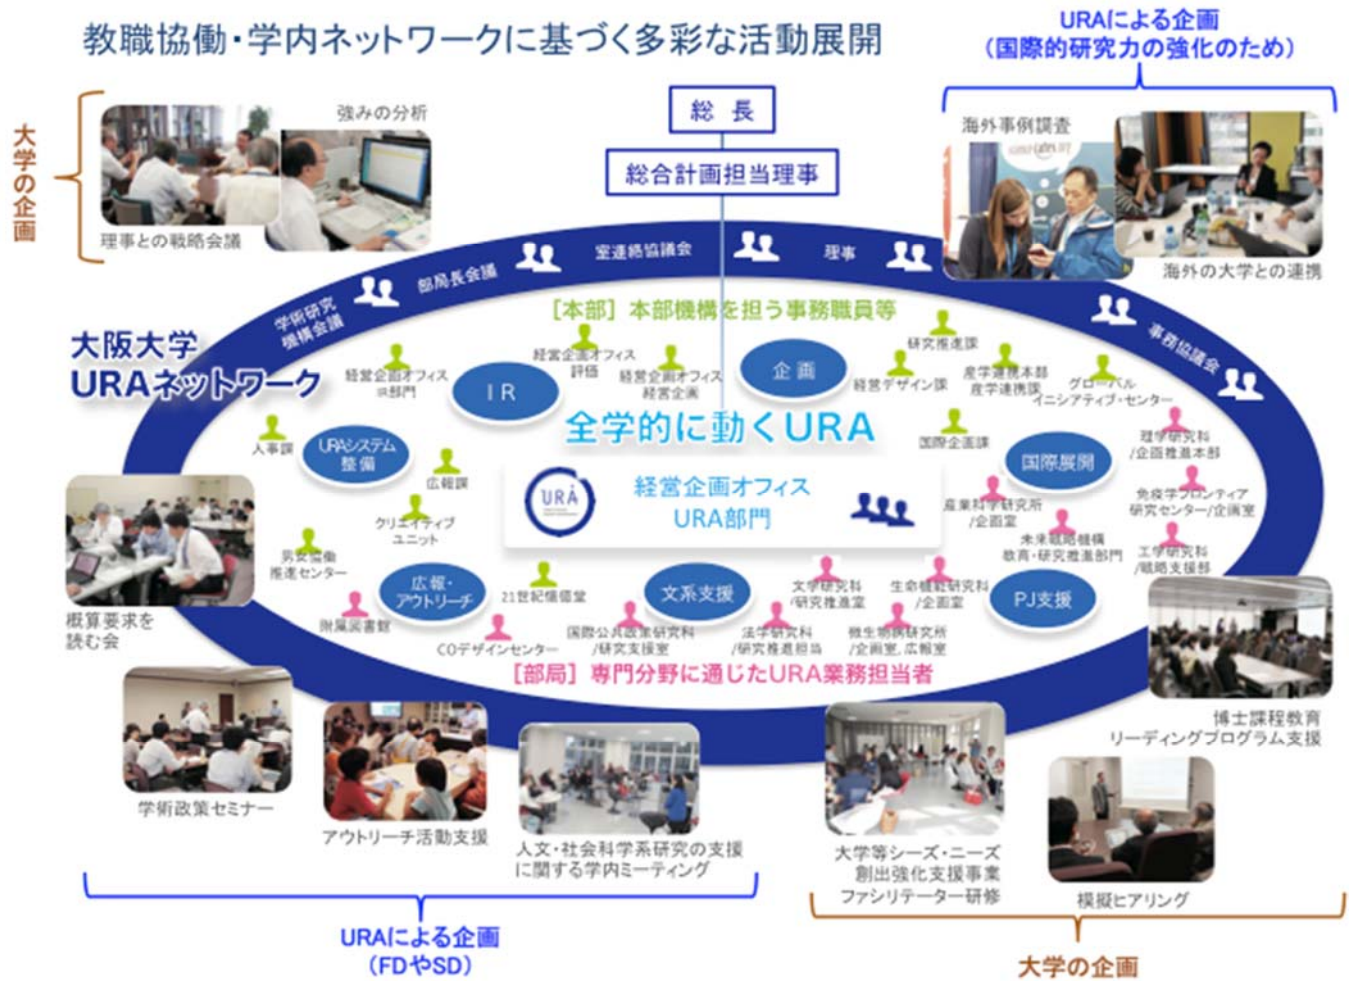 教職協働・学内ネットワークに基づく多彩な活動展開
URAによる企画
(国際的研究力の強化のため)
大学の企画
強みの分析
理事との戦略会議
総 長
総合計画担当理事
海外事例調査
海外の大学との連携
学術研究
機構会議
部局長会議
室連絡協議会
理事
事務協議会
大阪大学
URAネットワーク
[本部] 本部機構を担う事務職員等
経営企画オフィス
IR部門
IR
経営企画オフィス
評価
経営企画オフィス
経営企画
企画
経営デザイン課
研究推進課
産学連携本部
産学連携課
グローバル
イニシアティブ・センター
国際企画課
国際展開
理学研究科
/企画推進本部
免疫学フロンティア
研究センター/企画室
産業科学研究所
/企画室
未来戦略機構
教育・研究推進部門
工学研究科
/戦略支援部
人事課
URAシステム
整備
広報課
クリエイティブ
ユニット
男女協働
推進センター
全学的に動くURA
URA
経営企画オフィス
URA部門
広報・
アウトリーチ
21世紀懐徳堂
附属図書館
COデザインセンター
文系支援
国際公共政策研究科
/研究支援室
法学研究科
/研究推進担当
文学研究科
/研究推進室
生命機能研究科
/企画室
微生物病研究所
/企画室, 広報室
PJ支援
[部局] 専門分野に通じたURA業務担当者
概算要求を
読む会
学術政策セミナー
アウトリーチ活動支援
人文・社会科学系研究の支援
に関する学内ミーティング
大学等シーズ・ニーズ
創出強化支援事業
ファシリテーター研修
模擬ヒアリング
博士課程教育
リーディングプログラム支援
URAによる企画
(FDやSD)
大学の企画